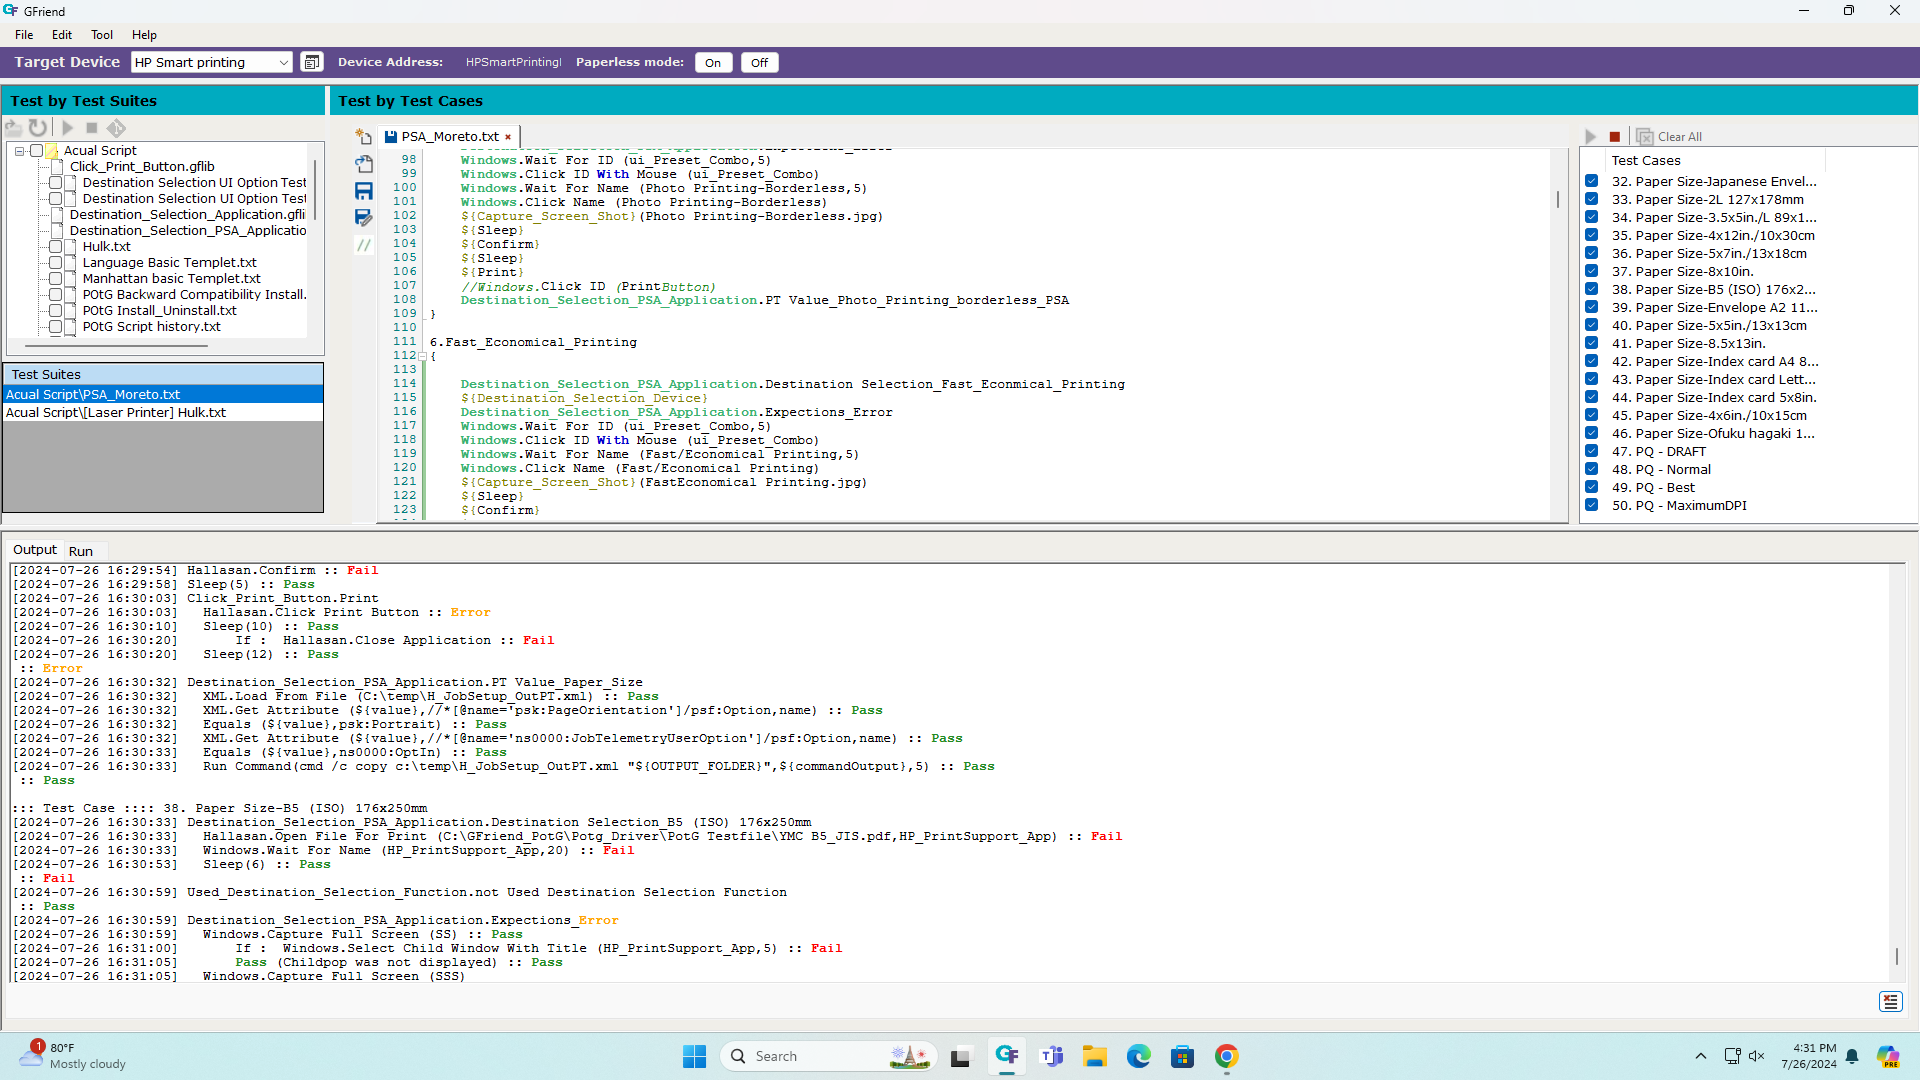 GFriend
File Edit Tool Help
Target Device HP Smart printing Device Address: HPSmartPrintingI Paperless mode: On Off
Test by Test Suites
Acual Script
Click_Print_Button.gflib
Destination Selection UI Option Test
Destination Selection UI Option Test
Destination_Selection_Application.gfli
Destination_Selection_PSA_Applicatio
Hulk.txt
Language Basic Templet.txt
Manhattan basic Templet.txt
POtG Backward Compatibility Install.
POtG Install_Uninstall.txt
POtG Script history.txt
Test Suites
Acual Script\PSA_Moreto.txt
Acual Script\[Laser Printer] Hulk.txt
Test by Test Cases
PSA_Moreto.txt ×
98 Windows.Wait For ID (ui_Preset_Combo,5)
99 Windows.Click ID With Mouse (ui_Preset_Combo)
100 Windows.Wait For Name (Photo Printing-Borderless,5)
101 Windows.Click Name (Photo Printing-Borderless)
102 ${Capture_Screen_Shot}(Photo Printing-Borderless.jpg)
103 ${Sleep}
104 ${Confirm}
105 ${Sleep}
106 ${Print}
107 //Windows.Click ID (PrintButton)
108 Destination_Selection_PSA_Application.PT Value_Photo_Printing_borderless_PSA
109 }
110
111 6.Fast_Economical_Printing
112 {
113
114 Destination_Selection_PSA_Application.Destination Selection_Fast_Econmical_Printing
115 ${Destination_Selection_Device}
116 Destination_Selection_PSA_Application.Expections_Error
117 Windows.Wait For ID (ui_Preset_Combo,5)
118 Windows.Click ID With Mouse (ui_Preset_Combo)
119 Windows.Wait For Name (Fast/Economical Printing,5)
120 Windows.Click Name (Fast/Economical Printing)
121 ${Capture_Screen_Shot}(FastEconomical Printing.jpg)
122 ${Sleep}
123 ${Confirm}
Clear All
Test Cases
32. Paper Size-Japanese Envel...
33. Paper Size-2L 127x178mm
34. Paper Size-3.5x5in./L 89x1...
35. Paper Size-4x12in./10x30cm
36. Paper Size-5x7in./13x18cm
37. Paper Size-8x10in.
38. Paper Size-B5 (ISO) 176x2...
39. Paper Size-Envelope A2 11...
40. Paper Size-5x5in./13x13cm
41. Paper Size-8.5x13in.
42. Paper Size-Index card A4 8...
43. Paper Size-Index card Lett...
44. Paper Size-Index card 5x8in.
45. Paper Size-4x6in./10x15cm
46. Paper Size-Ofuku hagaki 1...
47. PQ - DRAFT
48. PQ - Normal
49. PQ - Best
50. PQ - MaximumDPI
Output Run
[2024-07-26 16:29:54] Hallasan.Confirm :: Fail
[2024-07-26 16:29:58] Sleep(5) :: Pass
[2024-07-26 16:30:03] Click_Print_Button.Print
[2024-07-26 16:30:03] Hallasan.Click Print Button :: Error
[2024-07-26 16:30:10] Sleep(10) :: Pass
[2024-07-26 16:30:20] If : Hallasan.Close Application :: Fail
[2024-07-26 16:30:20] Sleep(12) :: Pass
:: Error
[2024-07-26 16:30:32] Destination_Selection_PSA_Application.PT Value_Paper_Size
[2024-07-26 16:30:32] XML.Load From File (C:\temp\H_JobSetup_OutPT.xml) :: Pass
[2024-07-26 16:30:32] XML.Get Attribute (${value},//*[@name='psk:PageOrientation']/psf:Option,name) :: Pass
[2024-07-26 16:30:32] Equals (${value},psk:Portrait) :: Pass
[2024-07-26 16:30:32] XML.Get Attribute (${value},//*[@name='ns0000:JobTelemetryUserOption']/psf:Option,name) :: Pass
[2024-07-26 16:30:33] Equals (${value},ns0000:OptIn) :: Pass
[2024-07-26 16:30:33] Run Command(cmd /c copy c:\temp\H_JobSetup_OutPT.xml "${OUTPUT_FOLDER}",${commandOutput},5) :: Pass
:: Pass
::: Test Case :::: 38. Paper Size-B5 (ISO) 176x250mm
[2024-07-26 16:30:33] Destination_Selection_PSA_Application.Destination Selection_B5 (ISO) 176x250mm
[2024-07-26 16:30:33] Hallasan.Open File For Print (C:\GFriend_PotG\Potg_Driver\PotG Testfile\YMC B5_JIS.pdf,HP_PrintSupport_App) :: Fail
[2024-07-26 16:30:33] Windows.Wait For Name (HP_PrintSupport_App,20) :: Fail
[2024-07-26 16:30:53] Sleep(6) :: Pass
:: Fail
[2024-07-26 16:30:59] Used_Destination_Selection_Function.not Used Destination Selection Function
:: Pass
[2024-07-26 16:30:59] Destination_Selection_PSA_Application.Expections_Error
[2024-07-26 16:30:59] Windows.Capture Full Screen (SS) :: Pass
[2024-07-26 16:31:00] If : Windows.Select Child Window With Title (HP_PrintSupport_App,5) :: Fail
[2024-07-26 16:31:05] Pass (Childpop was not displayed) :: Pass
[2024-07-26 16:31:05] Windows.Capture Full Screen (SSS)
1
80°F
Mostly cloudy
Search
4:31 PM
7/26/2024
PRE